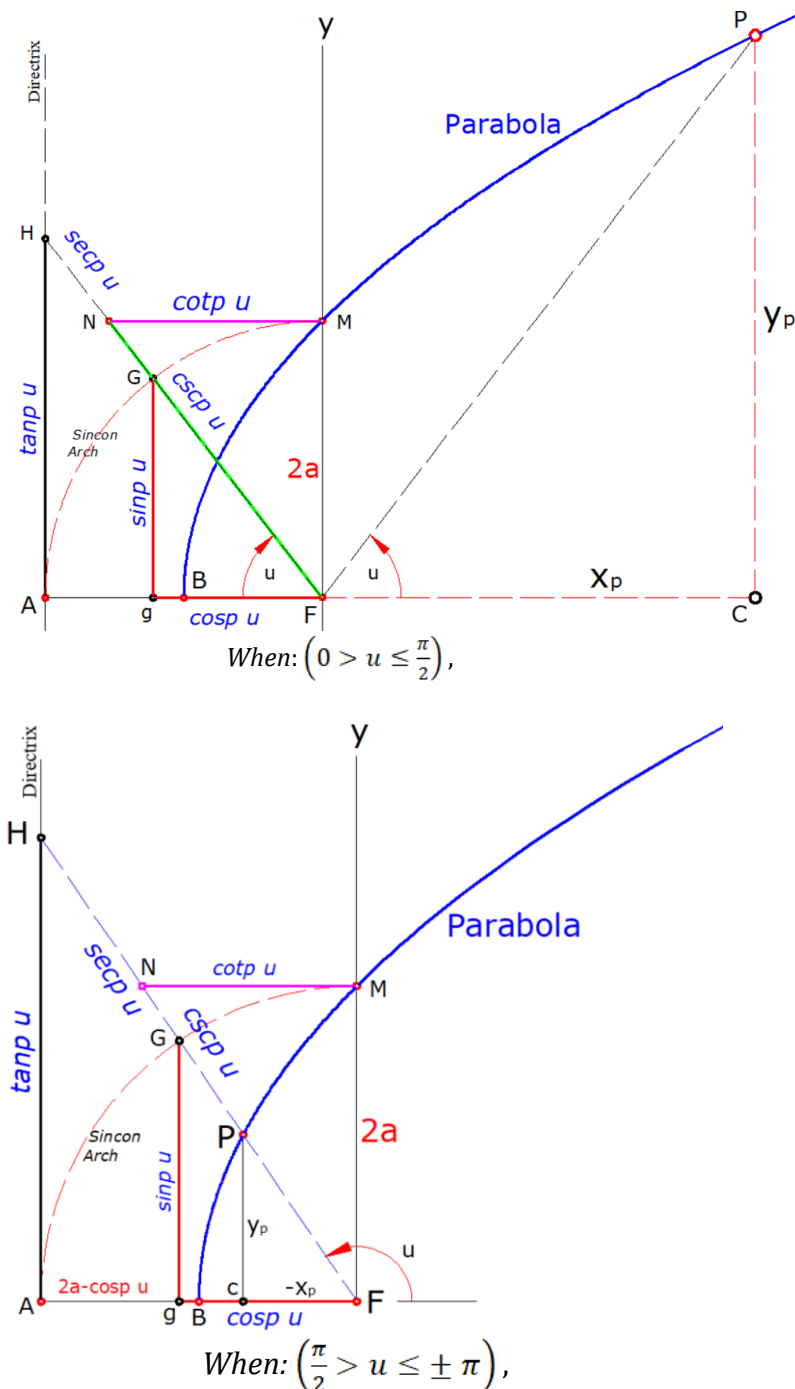 y
P
Directrix
Parabola
H
secp u
N
cotp u
M
yₚ
G
cscp u
tanp u
Sincon
Arch
sinp u
2a
B
u
u
xₚ
A
g
cosp u
F
C
When: (0 > u ≤ π/2),
y
Directrix
H
Parabola
secp u
N
cotp u
M
cscp u
G
tanp u
Sincon
Arch
P
2a
sinp u
yₚ
u
2a-cosp u
c
-xₚ
A
g
B
cosp u
F
When: (π/2 > u ≤ ± π),